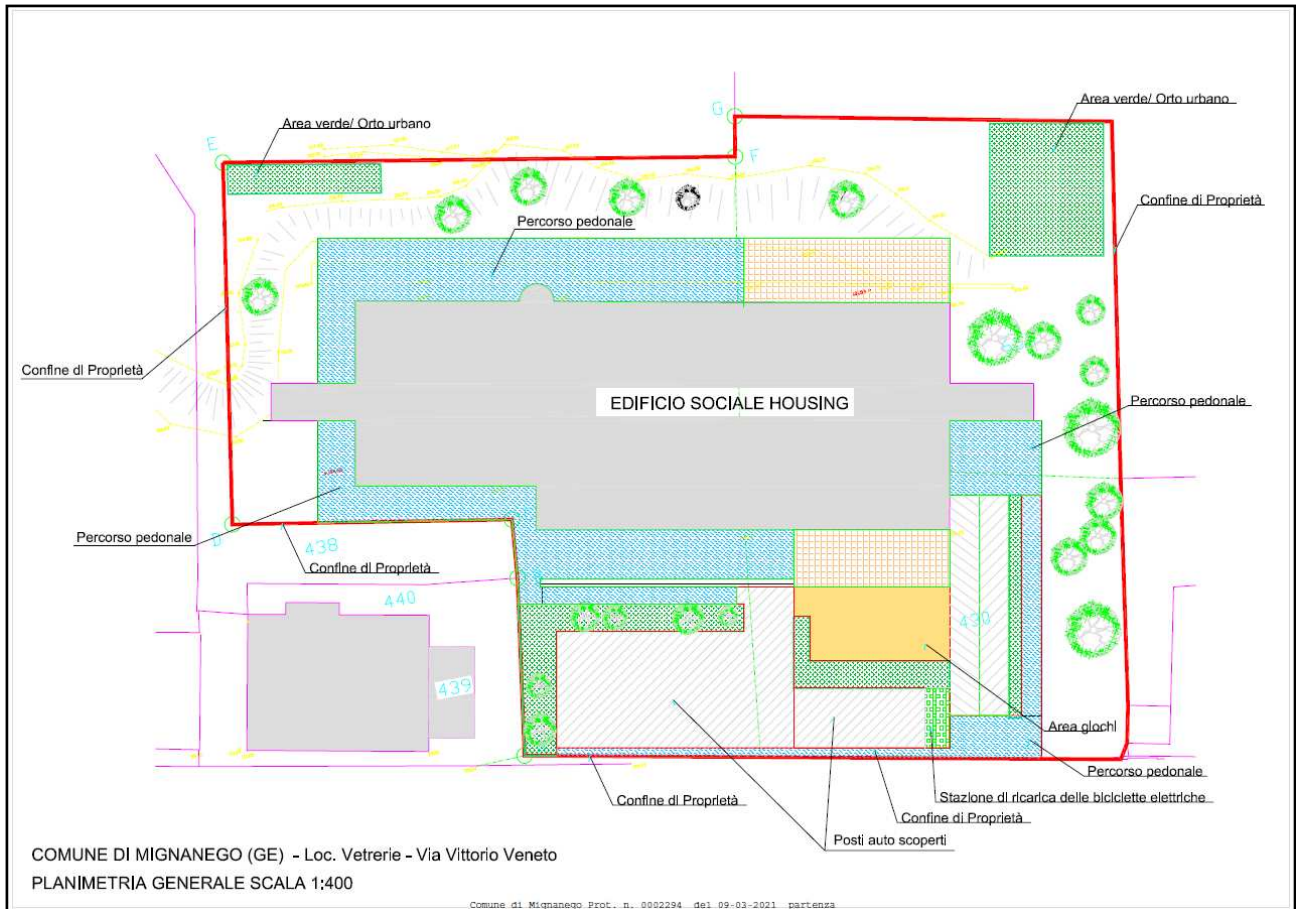 G
Area verde/ Orto urbano
Area verde/ Orto urbano
E
F
Confine di Proprietà
Percorso pedonale
Confine di Proprietà
EDIFICIO SOCIALE HOUSING
Percorso pedonale
D
Percorso pedonale
438
Confine di Proprietà
440
430
439
Area giochi
Percorso pedonale
Confine di Proprietà
Stazione di ricarica delle biciclette elettriche
Confine di Proprietà
Posti auto scoperti
COMUNE DI MIGNANEGO (GE) - Loc. Vetrerie - Via Vittorio Veneto
PLANIMETRIA GENERALE SCALA 1:400
Comune di Mignanego Prot. n. 0002294 del 09-03-2021 partenza